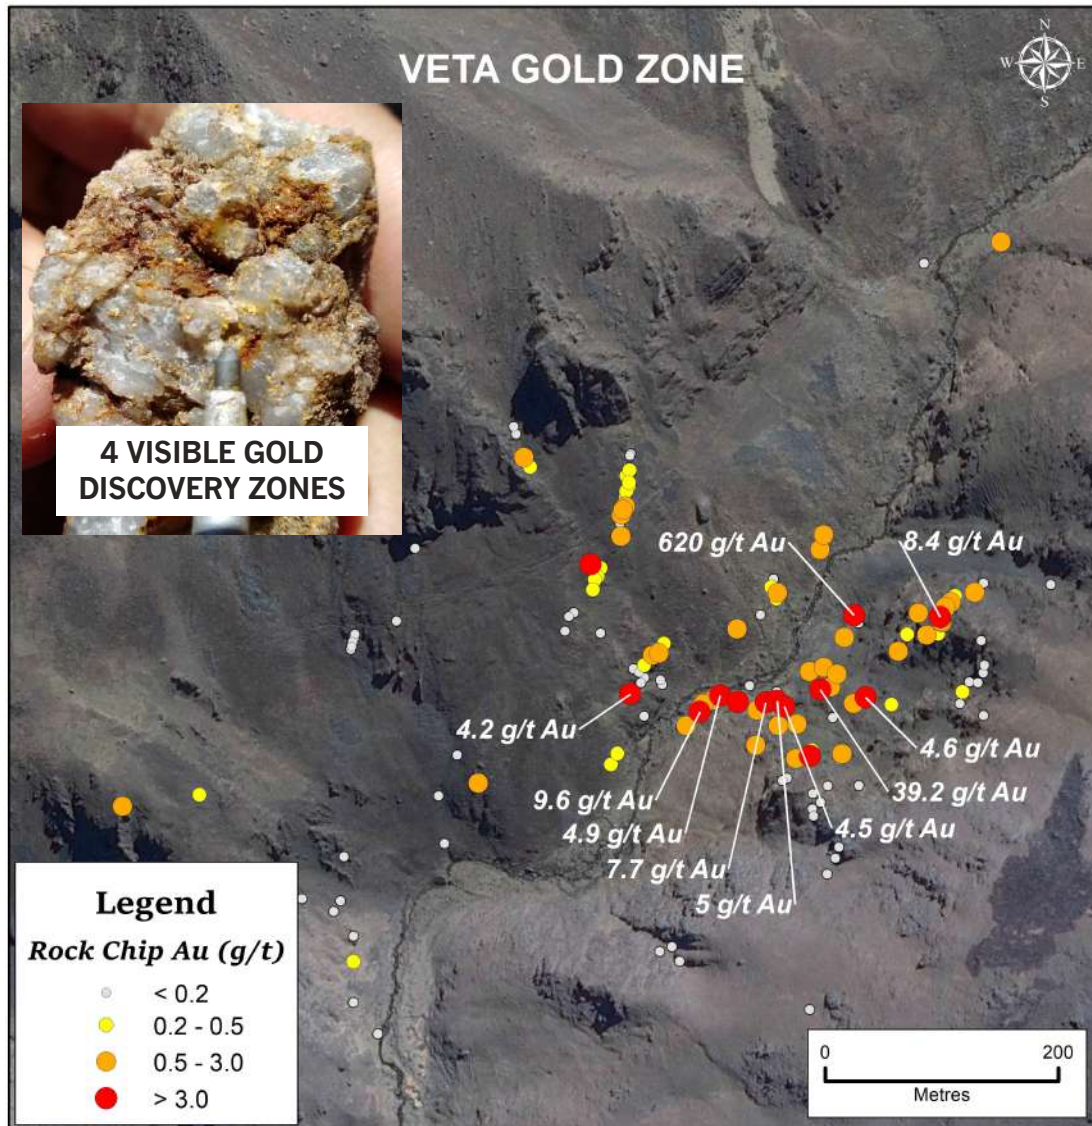 VETA GOLD ZONE
N
W E
S
4 VISIBLE GOLD
DISCOVERY ZONES
620 g/t Au
8.4 g/t Au
4.2 g/t Au
9.6 g/t Au
4.9 g/t Au
7.7 g/t Au
5 g/t Au
4.5 g/t Au
39.2 g/t Au
4.6 g/t Au
Legend
Rock Chip Au (g/t)
< 0.2
0.2 - 0.5
0.5 - 3.0
> 3.0
0 200
Metres